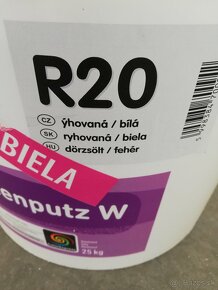 R20
CZ ýhovaná / bílá
SK ryhovaná / biela
HU dörzsölt / fehér
BIELA
enputz W
25 kg